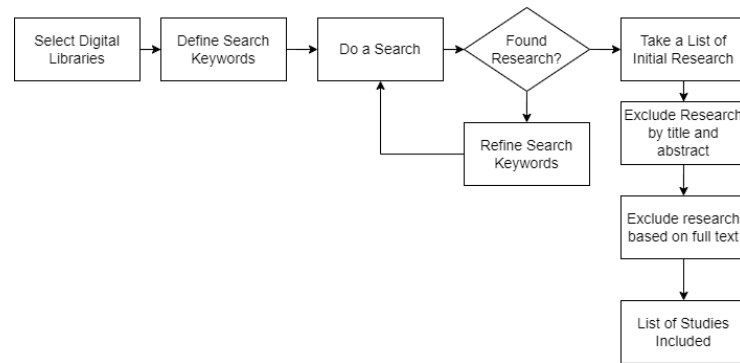 Select Digital
Libraries
Define Search
Keywords
Do a Search
Found
Research?
Take a List of
Initial Research
Refine Search
Keywords
Exclude Research
by title and
abstract
Exclude research
based on full text
List of Studies
Included